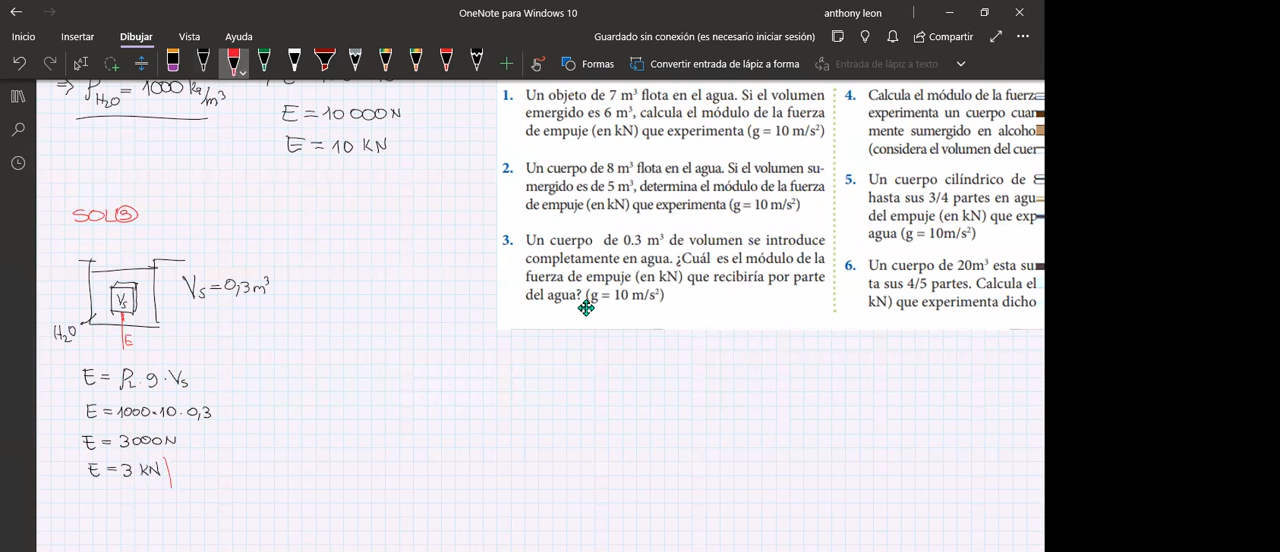 OneNote para Windows 10
anthony leon
Inicio
Insertar
Dibujar
Vista
Ayuda
Guardado sin conexión (es necesario iniciar sesión)
Compartir
Formas
Convertir entrada de lápiz a forma
Entrada de lápiz a texto
⇒ ρH₂O = 1000 kg/m³
E = 10 000N
E = 10 KN
SOL③
Vs = 0,3m³
Vs
H₂O
E
E = ρL · g · Vs
E = 1000 · 10 · 0,3
E = 3000N
E = 3 KN
1. Un objeto de 7 m³ flota en el agua. Si el volumen
emergido es 6 m³, calcula el módulo de la fuerza
de empuje (en kN) que experimenta (g = 10 m/s²)
2. Un cuerpo de 8 m³ flota en el agua. Si el volumen su-
mergido es de 5 m³, determina el módulo de la fuerza
de empuje (en kN) que experimenta (g = 10 m/s²)
3. Un cuerpo de 0.3 m³ de volumen se introduce
completamente en agua. ¿Cuál es el módulo de la
fuerza de empuje (en kN) que recibiría por parte
del agua? (g = 10 m/s²)
4. Calcula el módulo de la fuerza
experimenta un cuerpo cuan
mente sumergido en alcoho
(considera el volumen del cuer
5. Un cuerpo cilíndrico de
hasta sus 3/4 partes en agu
del empuje (en kN) que exp
agua (g = 10m/s²)
6. Un cuerpo de 20m³ esta su
ta sus 4/5 partes. Calcula el
kN) que experimenta dicho